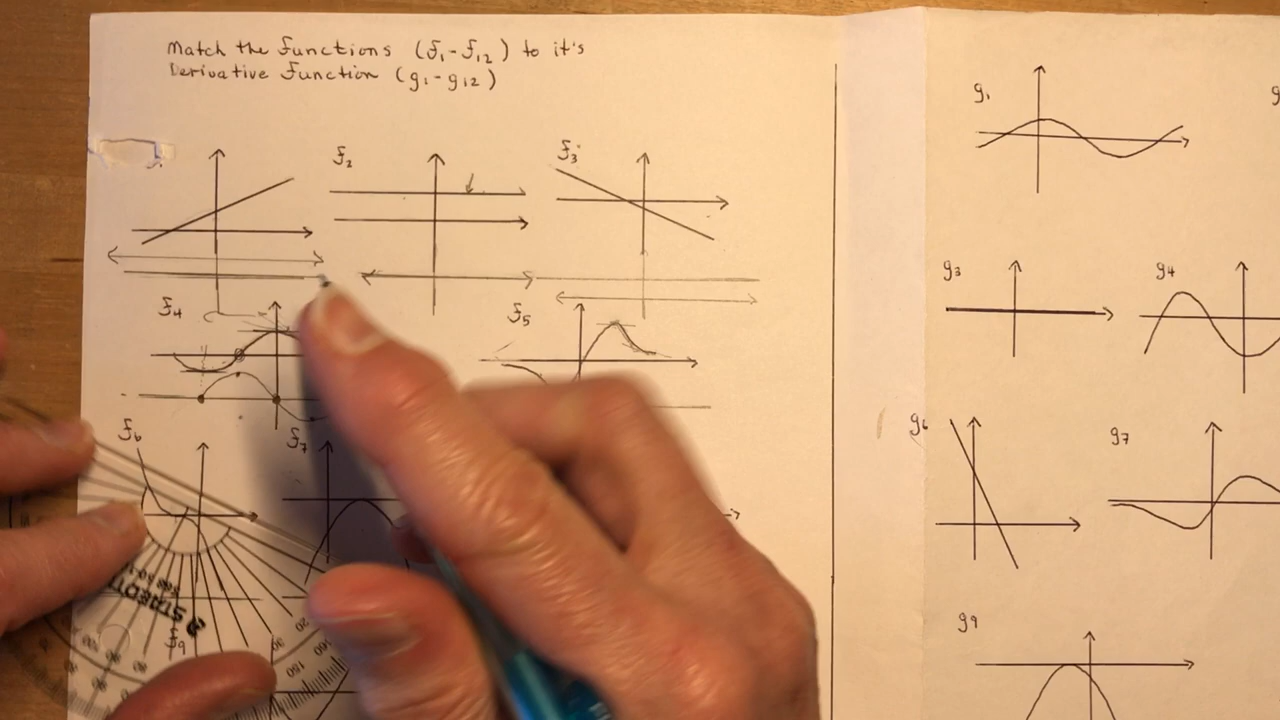 Match the functions (f₁-f₁₂) to it's
Derivative function (g₁-g₁₂)
f₂
f₃
f₄
f₅
f₆
f₇
f₉
g₁
g₃
g₄
g₆
g₇
g₉